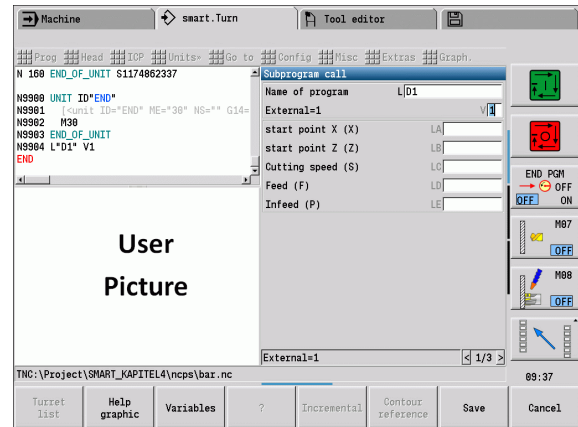 Machine
smart.Turn
Tool editor
Prog Head ICP Units» Go to Config Misc Extras Graph.
N 160 END_OF_UNIT S1174862337
N9900 UNIT ID"END"
N9901 [<unit ID="END" ME="30" NS="" G14=
N9902 M30
N9903 END_OF_UNIT
N9904 L"D1" V1
END
Subprogram call
Name of program L D1
External=1 V 1
start point X (X) LA
start point Z (Z) LB
Cutting speed (S) LC
Feed (F) LD
Infeed (P) LE
External=1 < 1/3 >
User
Picture
TNC:\Project\SMART_KAPITEL4\ncps\bar.nc
END PGM
OFF
OFF ON
M07
OFF
M08
OFF
09:37
Turret list
Help graphic
Variables
?
Incremental
Contour reference
Save
Cancel